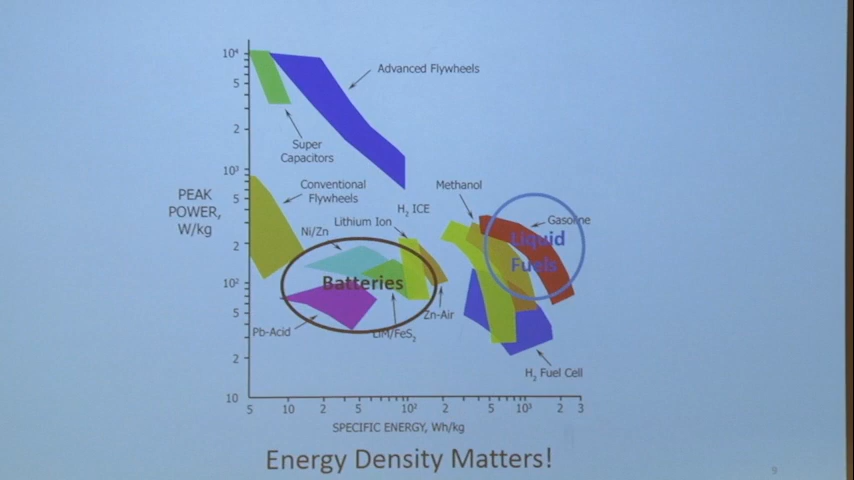 10⁴
Advanced Flywheels
5
2
Super
Capacitors
10³
PEAK
POWER,
W/kg
Conventional
Flywheels
Methanol
5
H₂ ICE
Lithium Ion
Gasoline
Ni/Zn
2
Liquid
Fuels
10²
Batteries
5
Zn-Air
Pb-Acid
LiM/FeS₂
2
H₂ Fuel Cell
10
5 10 2 5 10² 2 5 10³ 2 3
SPECIFIC ENERGY, Wh/kg
Energy Density Matters!
9